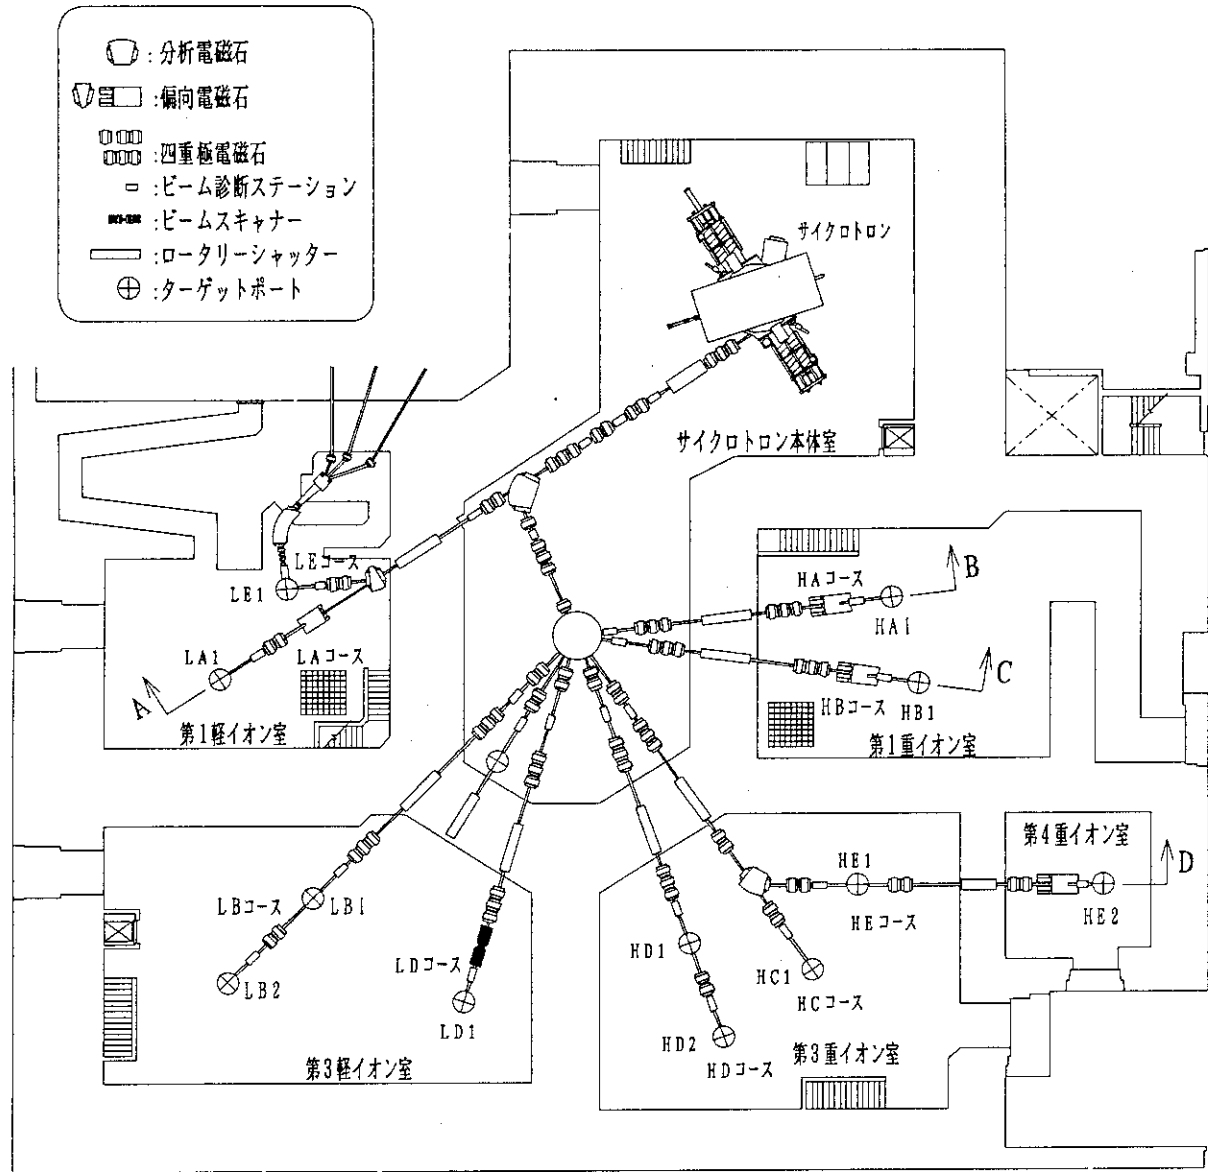 :分析電磁石
:偏向電磁石
:四重極電磁石
:ビーム診断ステーション
:ビームスキャナー
:ロータリーシャッター
:ターゲットポート
サイクロトロン
サイクロトロン本体室
LEコース
LE1
LA1
LAコース
A
第1軽イオン室
HAコース
B
HA1
C
HBコース
HB1
第1重イオン室
第4重イオン室
HE1
D
LBコース
LB1
HEコース
HE2
LDコース
HD1
HC1
LB2
HCコース
LD1
HD2
第3軽イオン室
HDコース
第3重イオン室